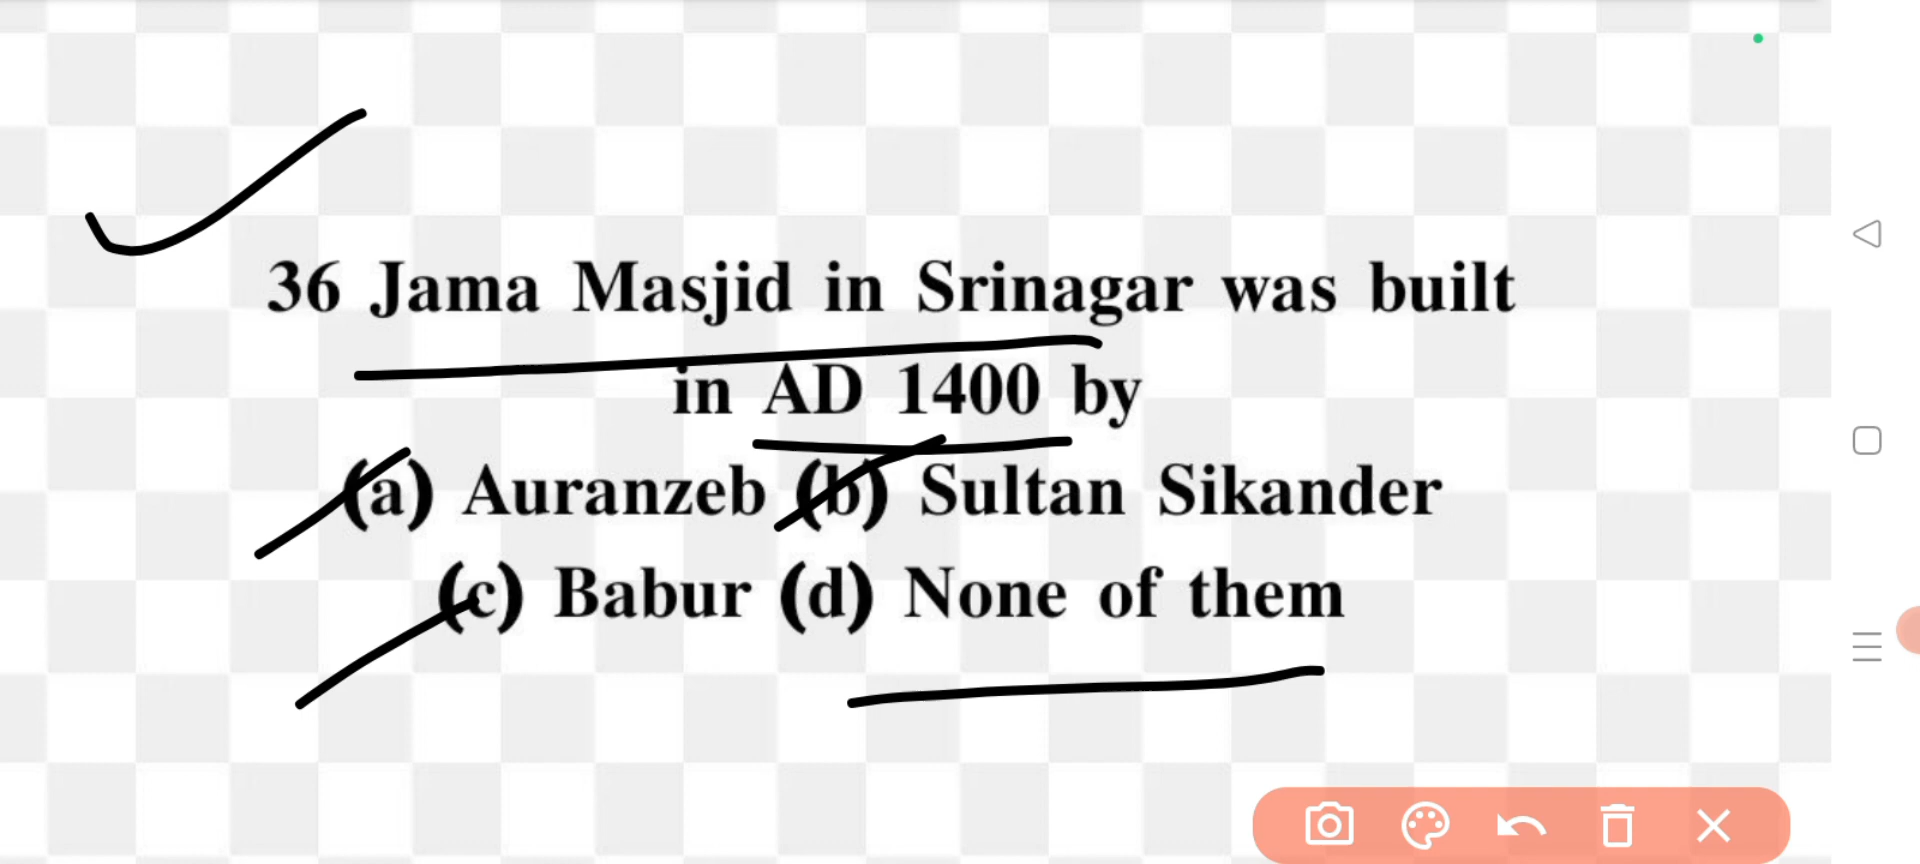 36 Jama Masjid in Srinagar was built
in AD 1400 by
(a) Auranzeb (b) Sultan Sikander
(c) Babur (d) None of them